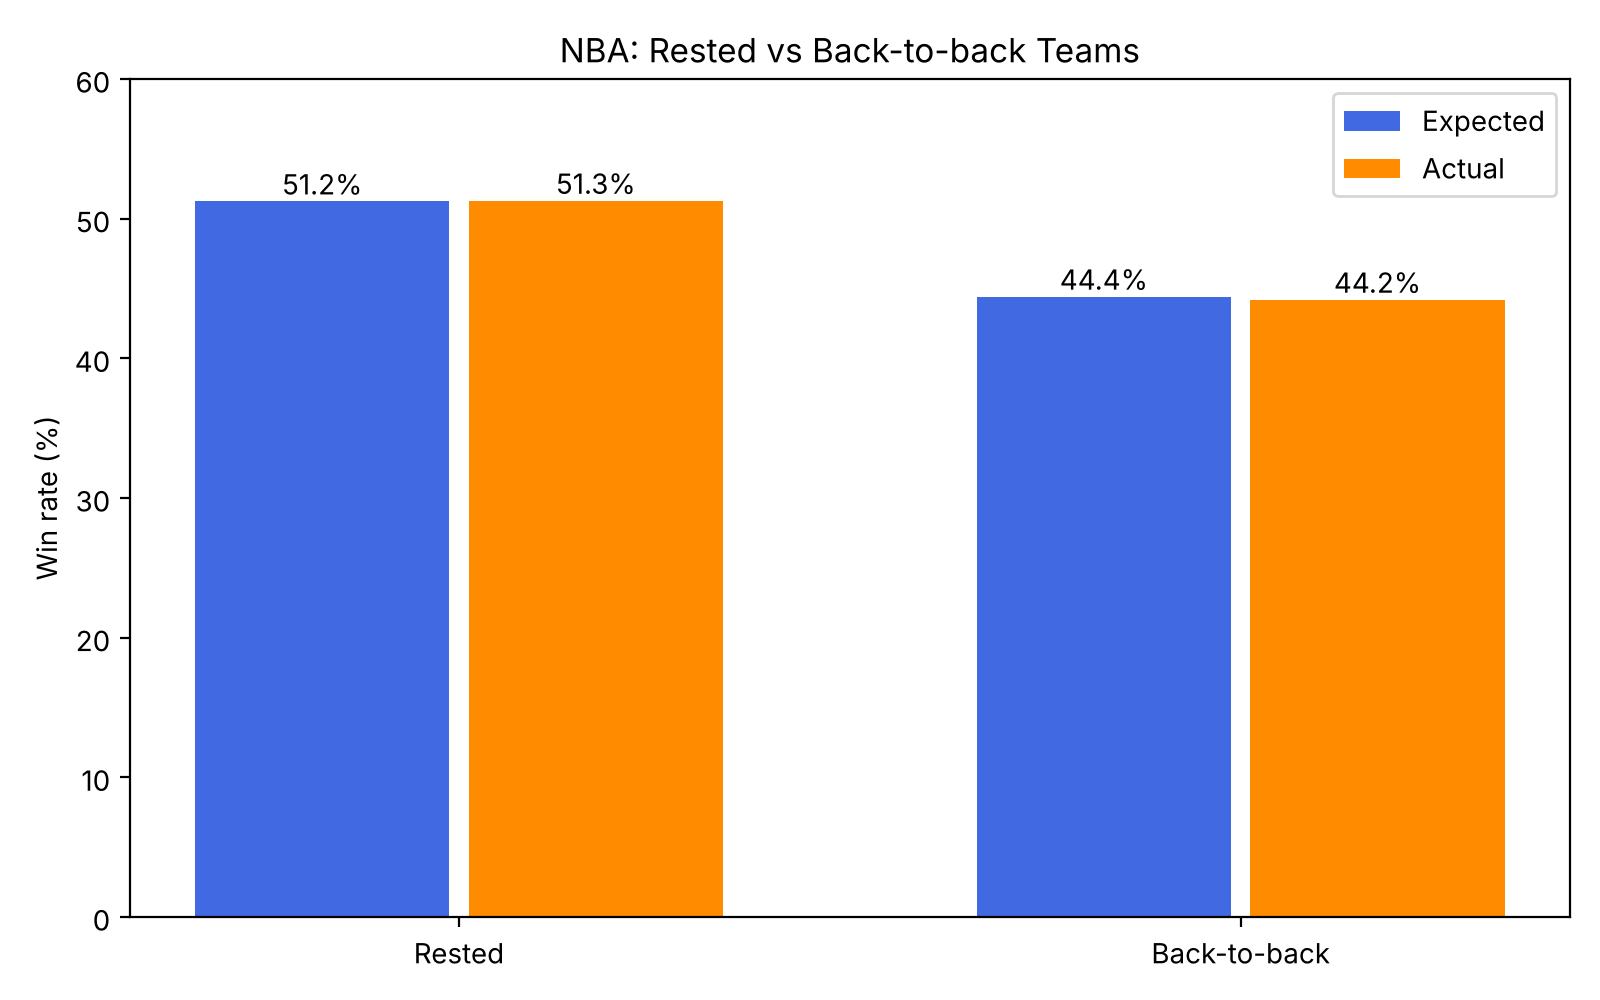 NBA: Rested vs Back-to-back Teams
60
50
40
30
20
10
0
Win rate (%)
51.2%
51.3%
44.4%
44.2%
Expected
Actual
Rested
Back-to-back